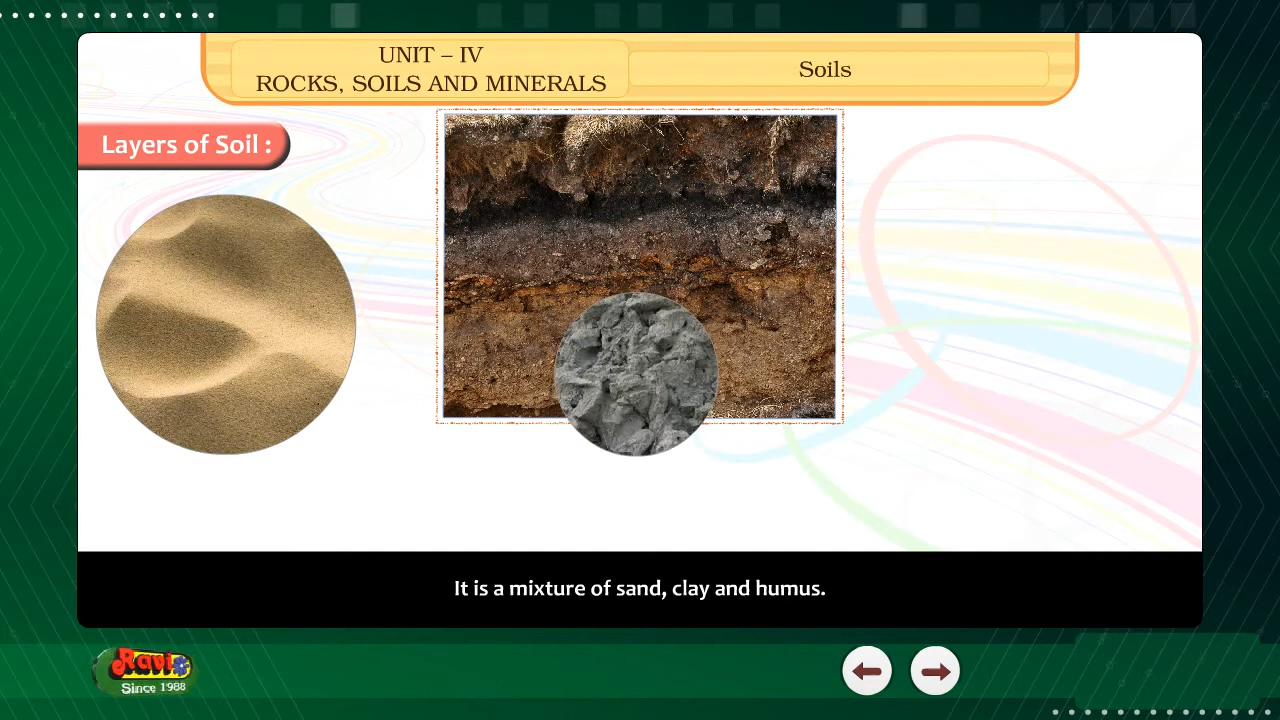 UNIT – IV
ROCKS, SOILS AND MINERALS
Soils
Layers of Soil :
It is a mixture of sand, clay and humus.
Ravi
Since 1988